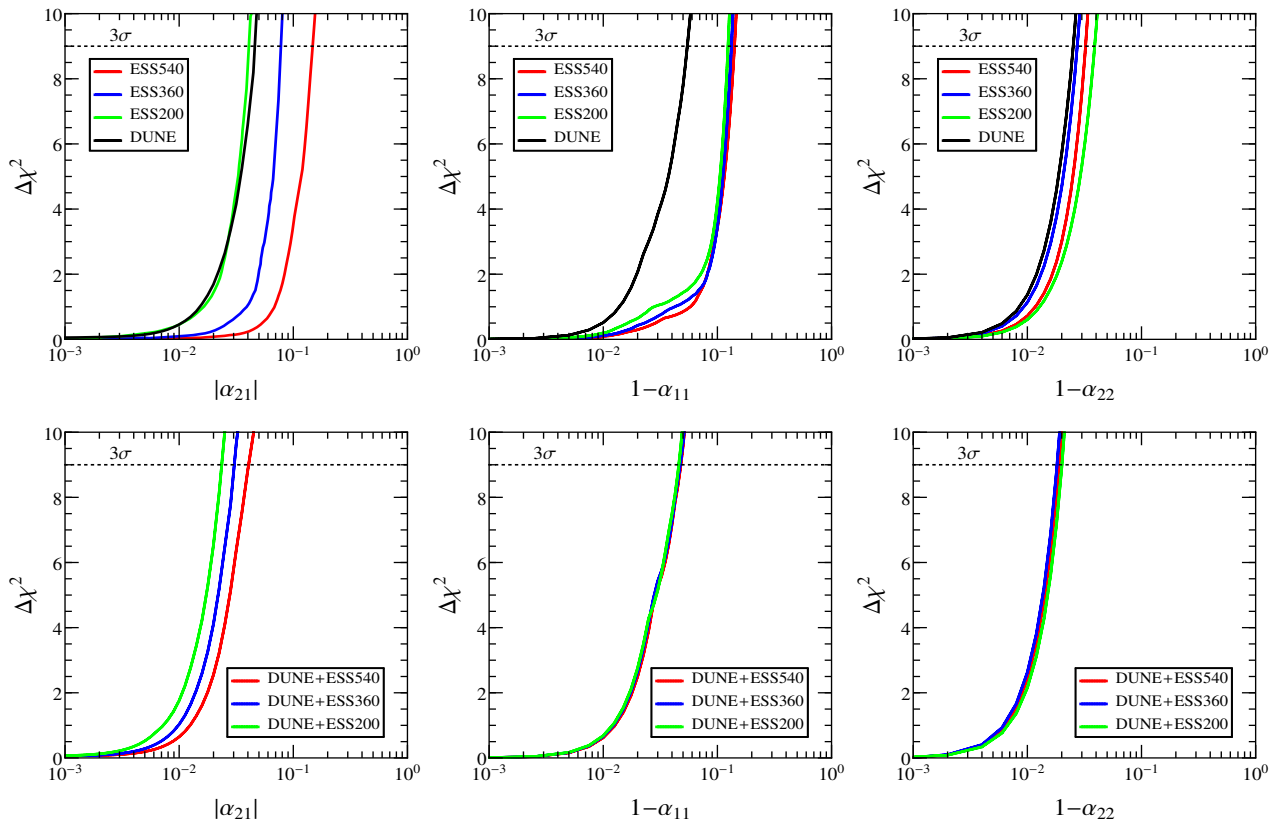 10
8
6
4
2
0
Δχ²
3σ
ESS540
ESS360
ESS200
DUNE
10⁻³
10⁻²
10⁻¹
10⁰
|α₂₁|
10
8
6
4
2
0
Δχ²
3σ
ESS540
ESS360
ESS200
DUNE
10⁻³
10⁻²
10⁻¹
10⁰
1−α₁₁
10
8
6
4
2
0
Δχ²
3σ
ESS540
ESS360
ESS200
DUNE
10⁻³
10⁻²
10⁻¹
10⁰
1−α₂₂
10
8
6
4
2
0
Δχ²
3σ
DUNE+ESS540
DUNE+ESS360
DUNE+ESS200
10⁻³
10⁻²
10⁻¹
10⁰
|α₂₁|
10
8
6
4
2
0
Δχ²
3σ
DUNE+ESS540
DUNE+ESS360
DUNE+ESS200
10⁻³
10⁻²
10⁻¹
10⁰
1−α₁₁
10
8
6
4
2
0
Δχ²
3σ
DUNE+ESS540
DUNE+ESS360
DUNE+ESS200
10⁻³
10⁻²
10⁻¹
10⁰
1−α₂₂